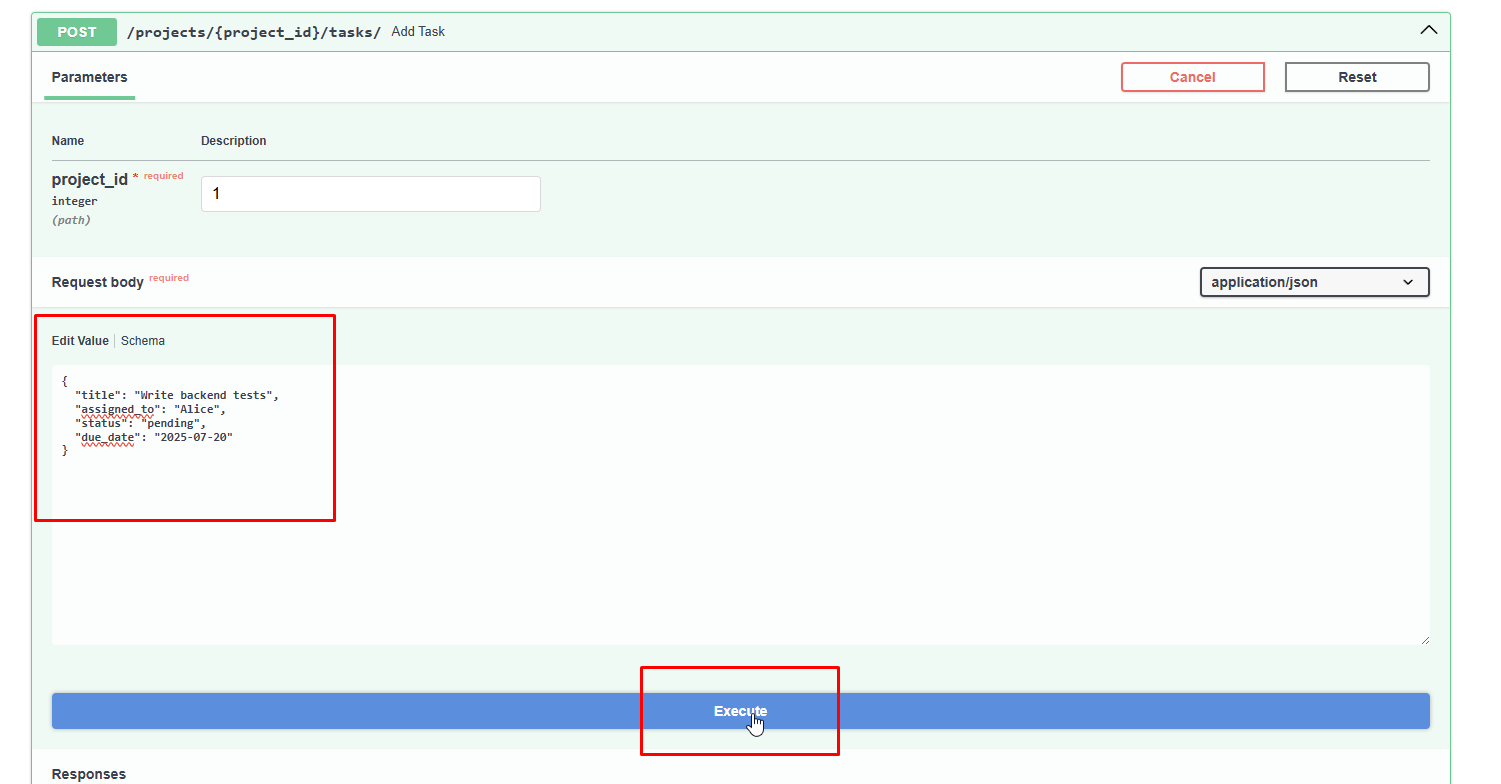 POST /projects/{project_id}/tasks/ Add Task
Parameters
Cancel
Reset
Name Description
project_id * required
integer
(path)
1
Request body required
application/json
Edit Value | Schema
{
  "title": "Write backend tests",
  "assigned_to": "Alice",
  "status": "pending",
  "due_date": "2025-07-20"
}
Execute
Responses